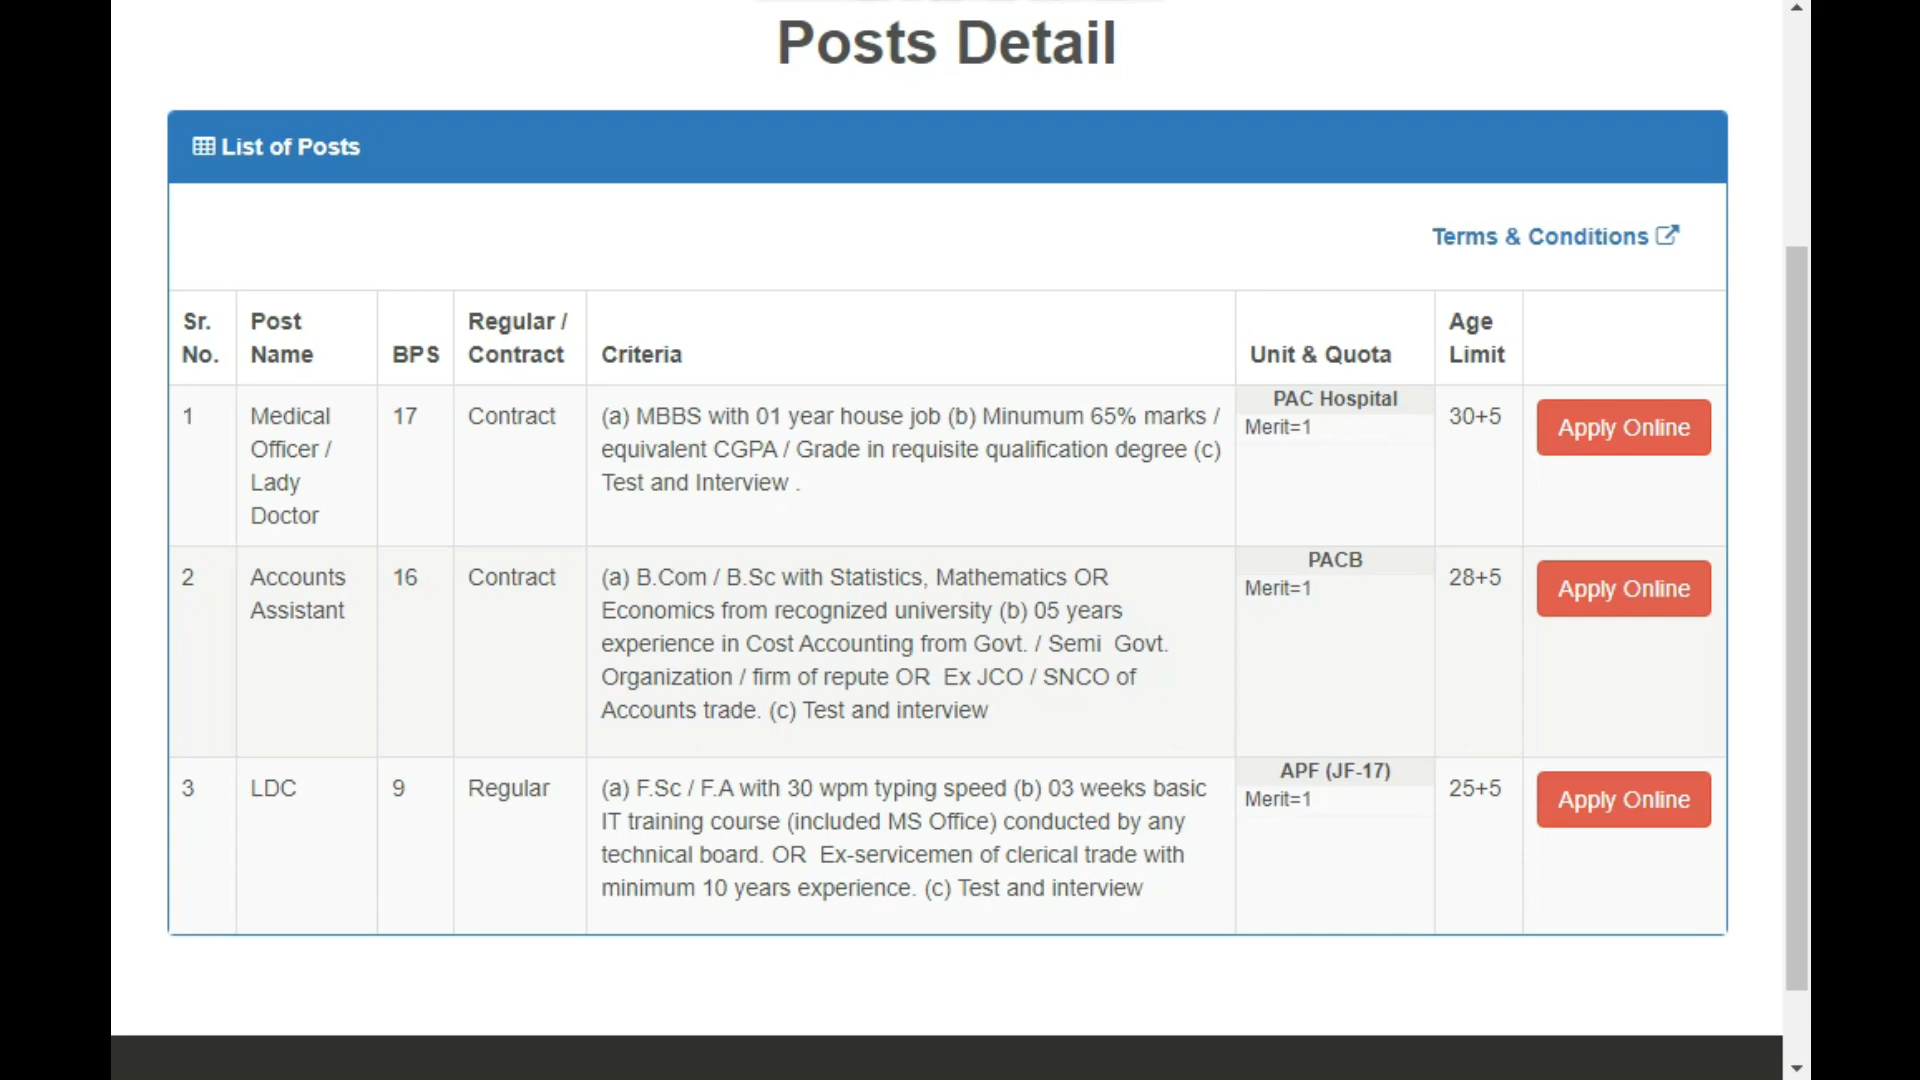 Posts Detail
List of Posts
Terms & Conditions
Sr. No.
Post Name
BPS
Regular / Contract
Criteria
Unit & Quota
Age Limit
1
Medical
Officer /
Lady
Doctor
17
Contract
(a) MBBS with 01 year house job (b) Minumum 65% marks /
equivalent CGPA / Grade in requisite qualification degree (c)
Test and Interview .
PAC Hospital
Merit=1
30+5
Apply Online
2
Accounts
Assistant
16
Contract
(a) B.Com / B.Sc with Statistics, Mathematics OR
Economics from recognized university (b) 05 years
experience in Cost Accounting from Govt. / Semi  Govt.
Organization / firm of repute OR  Ex JCO / SNCO of
Accounts trade. (c) Test and interview
PACB
Merit=1
28+5
Apply Online
3
LDC
9
Regular
(a) F.Sc / F.A with 30 wpm typing speed (b) 03 weeks basic
IT training course (included MS Office) conducted by any
technical board. OR  Ex-servicemen of clerical trade with
minimum 10 years experience. (c) Test and interview
APF (JF-17)
Merit=1
25+5
Apply Online